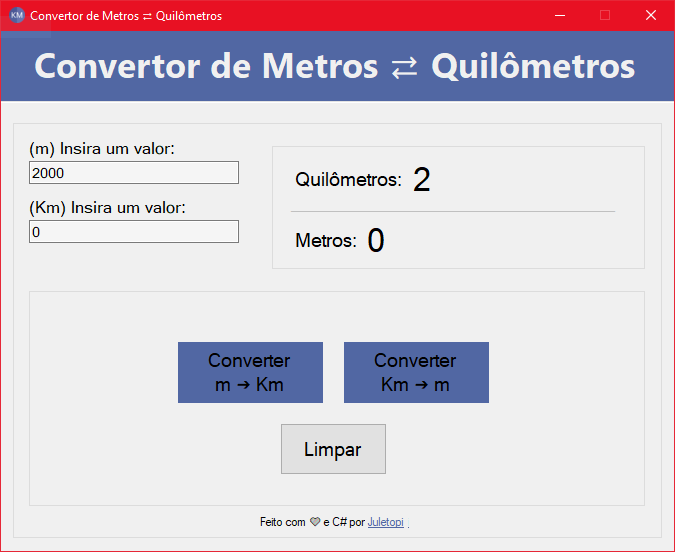 KM Convertor de Metros ⇄ Quilômetros
Convertor de Metros ⇄ Quilômetros
(m) Insira um valor:
2000
(Km) Insira um valor:
0
Quilômetros: 2
Metros: 0
Converter
m ➔ Km
Converter
Km ➔ m
Limpar
Feito com ♥ e C# por Juletopi .